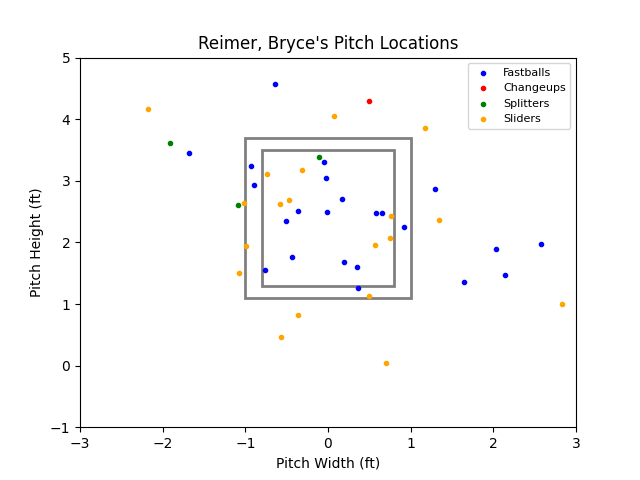 Reimer, Bryce's Pitch Locations
Fastballs
Changeups
Splitters
Sliders
Pitch Height (ft)
5
4
3
2
1
0
−1
−3
−2
−1
0
1
2
3
Pitch Width (ft)